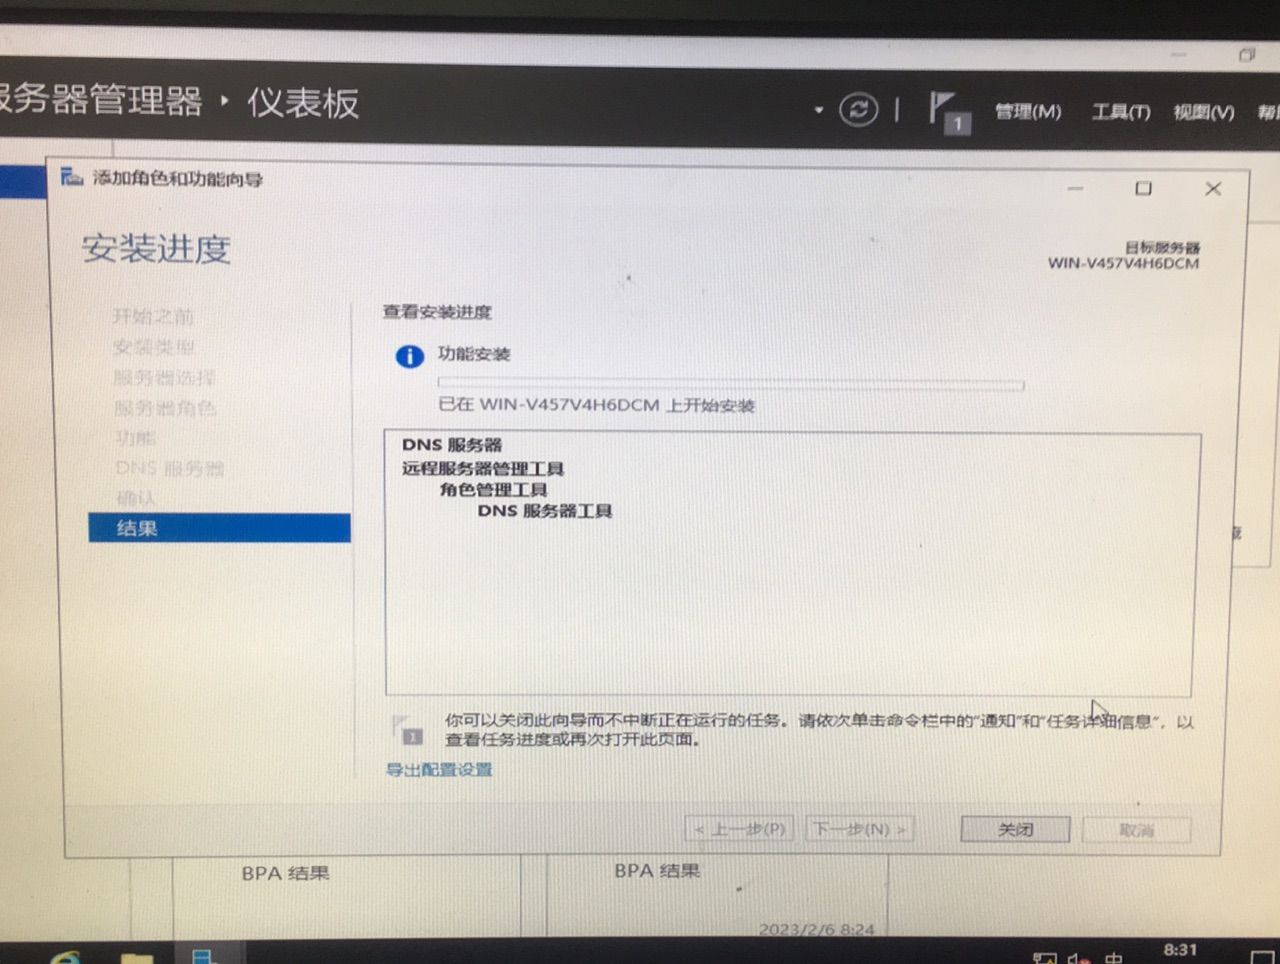 服务器管理器 ‣ 仪表板
1
管理(M) 工具(T) 视图(V)
添加角色和功能向导
安装进度
目标服务器
WIN-V457V4H6DCM
开始之前
安装类型
服务器选择
服务器角色
功能
DNS 服务器
确认
结果
查看安装进度
功能安装
已在 WIN-V457V4H6DCM 上开始安装
DNS 服务器
远程服务器管理工具
角色管理工具
DNS 服务器工具
1
你可以关闭此向导而不中断正在运行的任务。请依次单击命令栏中的"通知"和"任务详细信息"，以
查看任务进度或再次打开此页面。
导出配置设置
< 上一步(P)
下一步(N) >
关闭
取消
BPA 结果
BPA 结果
2023/2/6 8:24
中
8:31